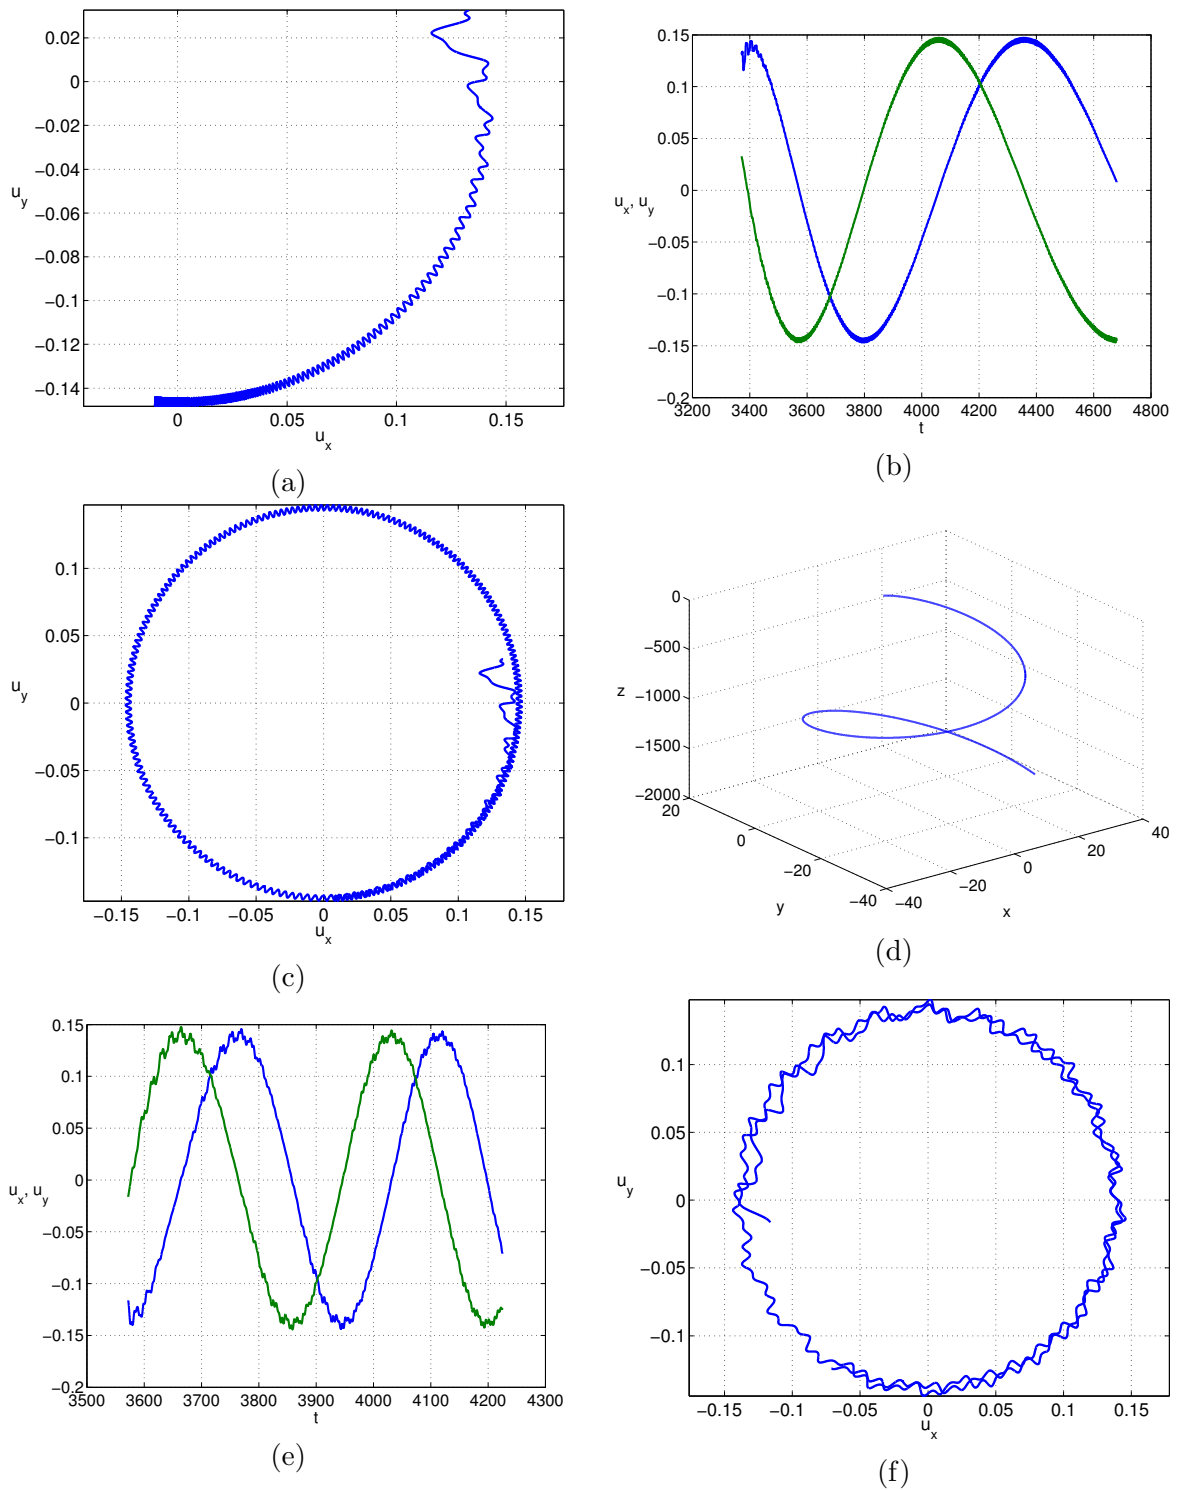 0.02
0
−0.02
−0.04
u_y
−0.06
−0.08
−0.1
−0.12
−0.14
0 0.05 0.1 0.15
u_x
(a)
0.15
0.1
0.05
0
u_x, u_y
−0.05
−0.1
−0.15
−0.2
3200 3400 3600 3800 4000 4200 4400 4600 4800
t
(b)
0.1
0.05
u_y
0
−0.05
−0.1
−0.15 −0.1 −0.05 0 0.05 0.1 0.15
u_x
(c)
0
−500
z
−1000
−1500
−2000
20
0
−20
−40
y
−40
−20
0
20
40
x
(d)
0.15
0.1
0.05
0
u_x, u_y
−0.05
−0.1
−0.15
−0.2
3500 3600 3700 3800 3900 4000 4100 4200 4300
t
(e)
0.1
0.05
u_y
0
−0.05
−0.1
−0.15 −0.1 −0.05 0 0.05 0.1 0.15
u_x
(f)